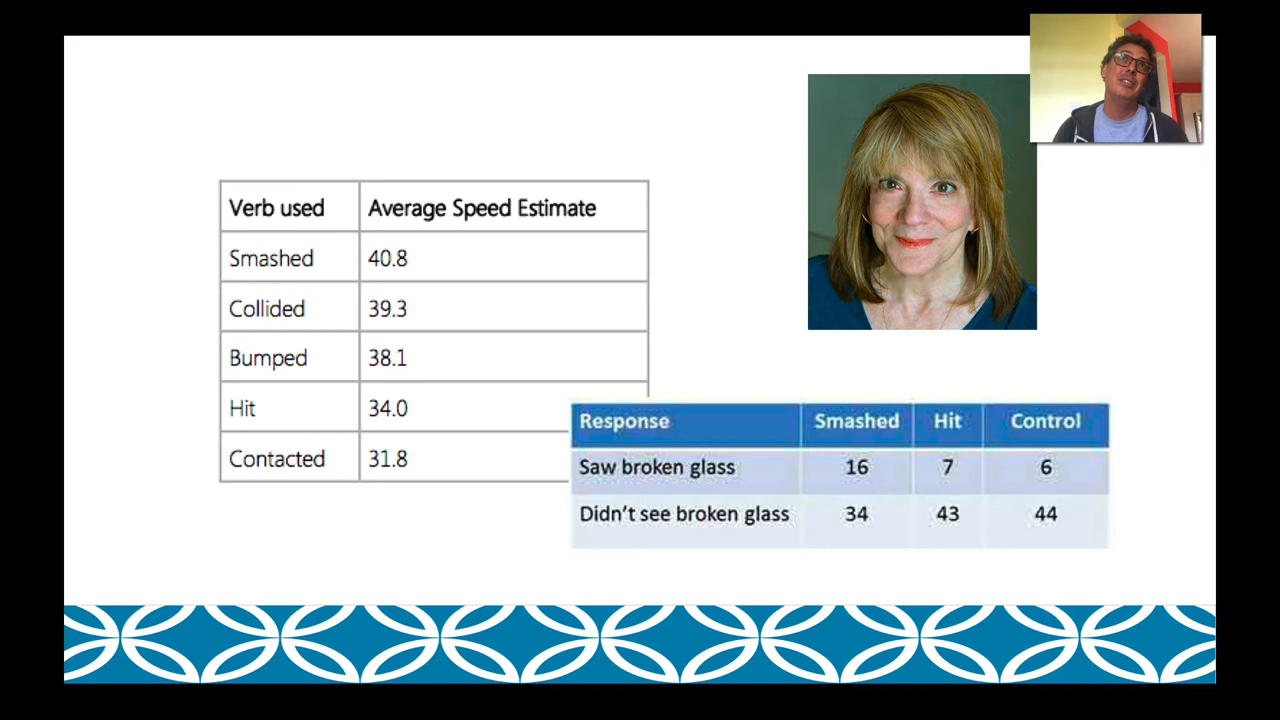 Verb used Average Speed Estimate
Smashed 40.8
Collided 39.3
Bumped 38.1
Hit 34.0
Contacted 31.8
Response Smashed Hit Control
Saw broken glass 16 7 6
Didn't see broken glass 34 43 44